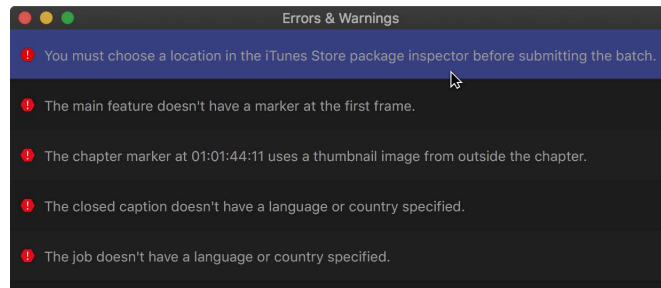 Errors & Warnings
You must choose a location in the iTunes Store package inspector before submitting the batch.
The main feature doesn't have a marker at the first frame.
The chapter marker at 01:01:44:11 uses a thumbnail image from outside the chapter.
The closed caption doesn't have a language or country specified.
The job doesn't have a language or country specified.